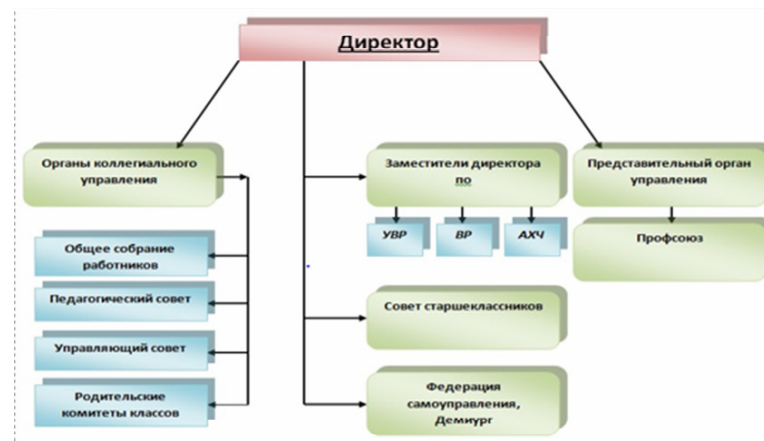 Директор
Органы коллегиального
управления
Заместители директора
по
Представительный орган
управления
УВР
ВР
АХЧ
Профсоюз
Общее собрание
работников
Педагогический совет
Управляющий совет
Родительские
комитеты классов
Совет старшеклассников
Федерация
самоуправления,
Демиург